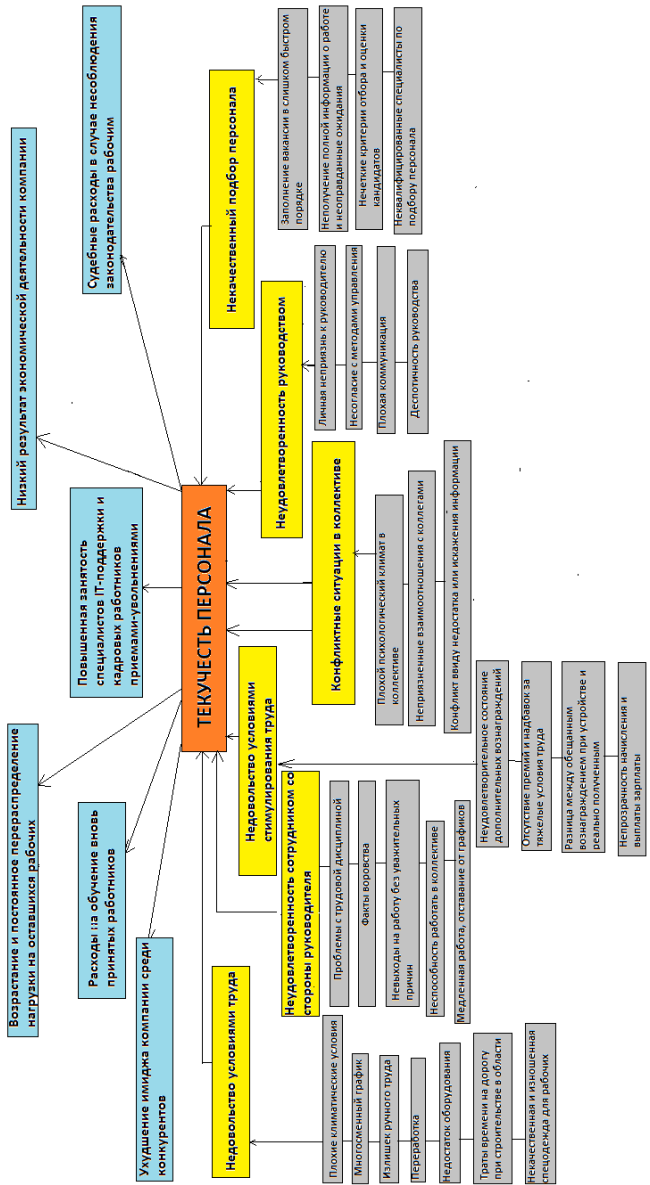 Возрастание и постоянное перераспределение
нагрузки на оставшихся рабочих
Низкий результат экономической деятельности компании
Расходы на обучение вновь
принятых работников
Повышенная занятость
специалистов IT-поддержки и
кадровых работников
приемами-увольнениями
Судебные расходы в случае несоблюдения
законодательства рабочим
Ухудшение имиджа компании среди
конкурентов
ТЕКУЧЕСТЬ ПЕРСОНАЛА
Недовольство условиями труда
Плохие климатические условия
Многосменный график
Излишек ручного труда
Переработка
Недостаток оборудования
Траты времени на дорогу
при строительстве в области
Некачественная и изношенная
спецодежда для рабочих
Неудовлетворенность сотрудником со
стороны руководителя
Проблемы с трудовой дисциплиной
Факты воровства
Невыходы на работу без уважительных
причин
Неспособность работать в коллективе
Медленная работа, отставание от графиков
Недовольство условиями
стимулирования труда
Неудовлетворительное состояние
дополнительных вознаграждений
Отсутствие премий и надбавок за
тяжелые условия труда
Разница между обещанным
вознаграждением при устройстве и
реально полученным
Непрозрачность начисления и
выплаты зарплаты
Конфликтные ситуации в коллективе
Плохой психологический климат в
коллективе
Неприязненные взаимоотношения с коллегами
Конфликт ввиду недостатка или искажения информации
Неудовлетворенность руководством
Личная неприязнь к руководителю
Несогласие с методами управления
Плохая коммуникация
Деспотичность руководства
Некачественный подбор персонала
Заполнение вакансии в слишком быстром
порядке
Неполучение полной информации о работе
и неоправданные ожидания
Нечеткие критерии отбора и оценки
кандидатов
Неквалифицированные специалисты по
подбору персонала